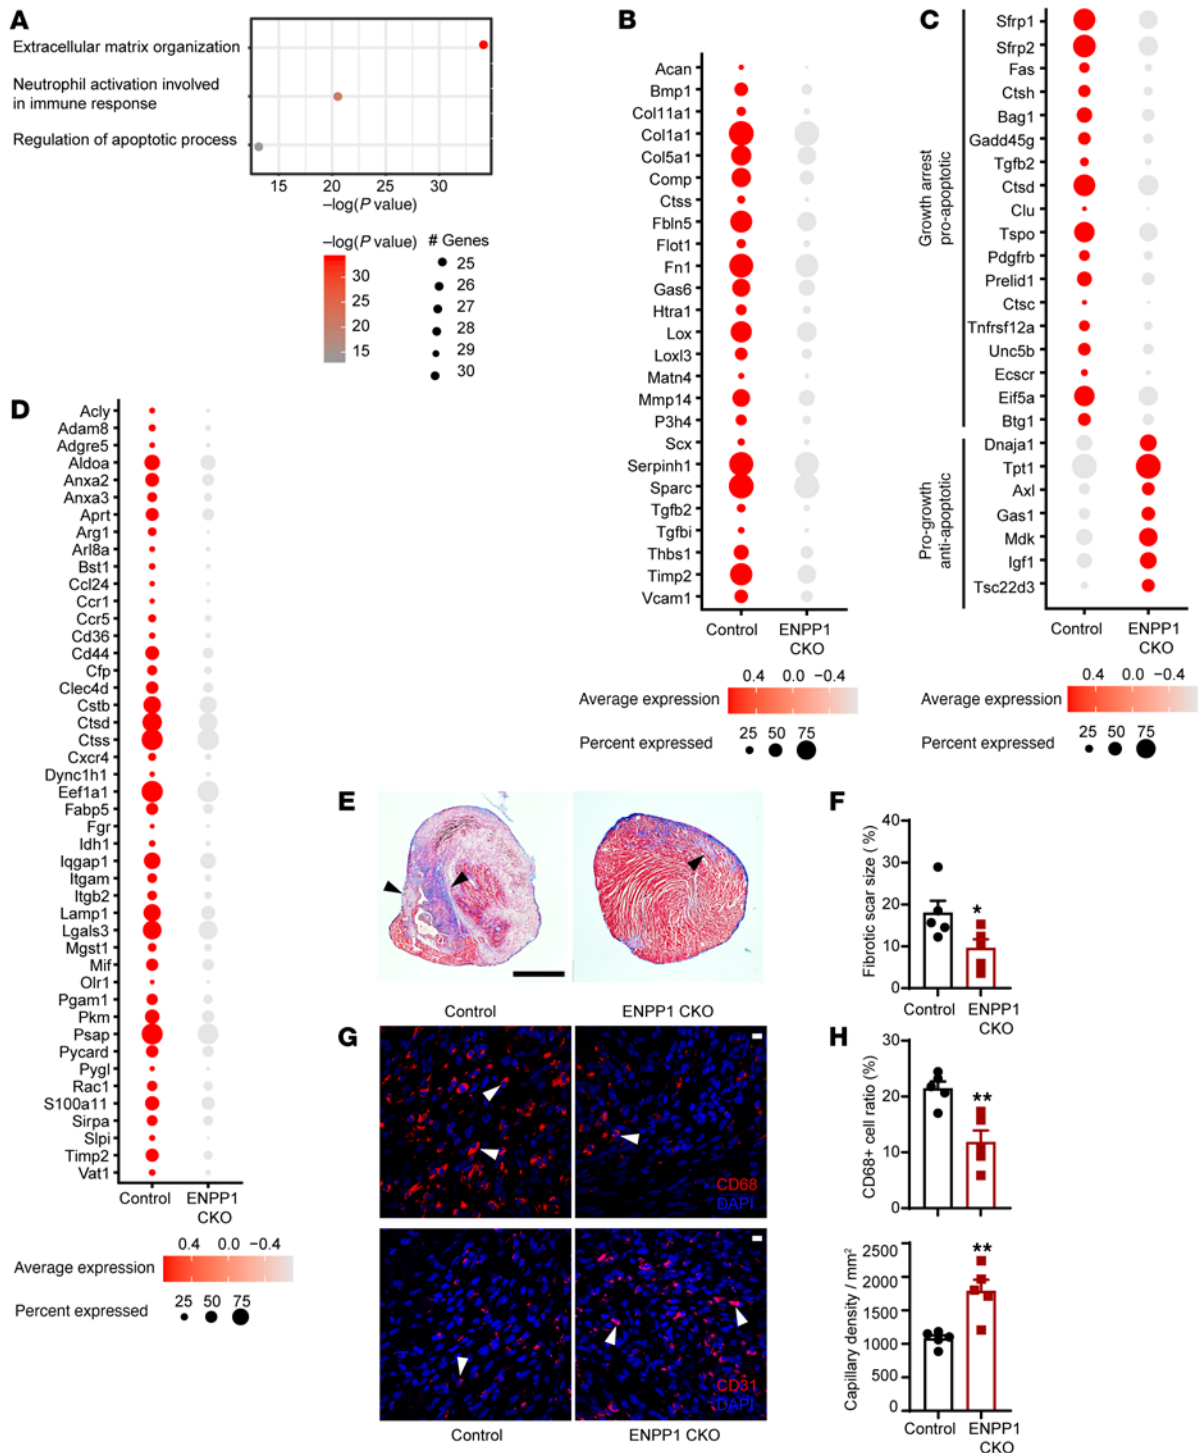 A
Extracellular matrix organization
Neutrophil activation involved
in immune response
Regulation of apoptotic process
15 20 25 30
–log(P value)
–log(P value)
30
25
20
15
# Genes
25
26
27
28
29
30
B
Acan
Bmp1
Col11a1
Col1a1
Col5a1
Comp
Ctss
Fbln5
Flot1
Fn1
Gas6
Htra1
Lox
Loxl3
Matn4
Mmp14
P3h4
Scx
Serpinh1
Sparc
Tgfb2
Tgfbi
Thbs1
Timp2
Vcam1
Control ENPP1
CKO
0.4 0.0 −0.4
Average expression
25 50 75
Percent expressed
C
Growth arrest
pro-apoptotic
Sfrp1
Sfrp2
Fas
Ctsh
Bag1
Gadd45g
Tgfb2
Ctsd
Clu
Tspo
Pdgfrb
Prelid1
Ctsc
Tnfrsf12a
Unc5b
Ecscr
Eif5a
Btg1
Pro-growth
anti-apoptotic
Dnaja1
Tpt1
Axl
Gas1
Mdk
Igf1
Tsc22d3
Control ENPP1
CKO
0.4 0.0 −0.4
Average expression
25 50 75
Percent expressed
D
Acly
Adam8
Adgre5
Aldoa
Anxa2
Anxa3
Aprt
Arg1
Arl8a
Bst1
Ccl24
Ccr1
Ccr5
Cd36
Cd44
Cfp
Clec4d
Cstb
Ctsd
Ctss
Cxcr4
Dync1h1
Eef1a1
Fabp5
Fgr
Idh1
Iqgap1
Itgam
Itgb2
Lamp1
Lgals3
Mgst1
Mif
Olr1
Pgam1
Pkm
Psap
Pycard
Pygl
Rac1
S100a11
Sirpa
Slpi
Timp2
Vat1
Control ENPP1
CKO
0.4 0.0 −0.4
Average expression
25 50 75
Percent expressed
E
Control ENPP1 CKO
F
Fibrotic scar size ( %)
40
30
20
10
0
*
Control ENPP1
CKO
G
CD68
DAPI
CD31
DAPI
Control ENPP1 CKO
H
CD68+ cell ratio (%)
30
20
10
0
**
Capillary density / mm²
2500
2000
1500
1000
500
0
**
Control ENPP1
CKO